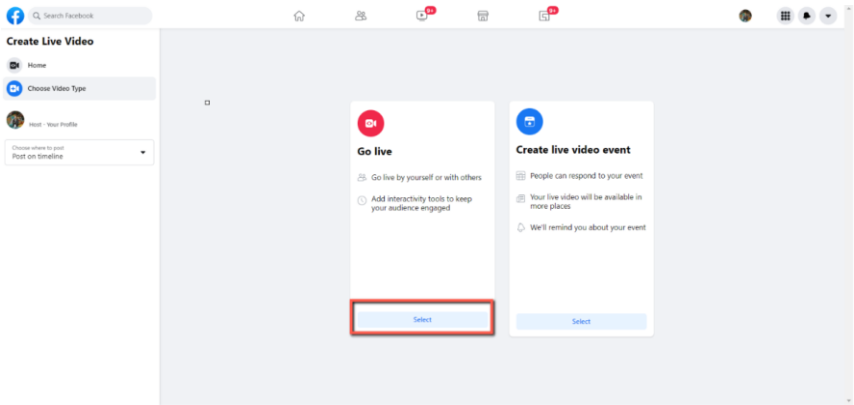 Search Facebook
9+
9+
Create Live Video
Home
Choose Video Type
Host - Your Profile
Choose where to post
Post on timeline
Go live
Go live by yourself or with others
Add interactivity tools to keep
your audience engaged
Select
Create live video event
People can respond to your event
Your live video will be available in
more places
We'll remind you about your event
Select